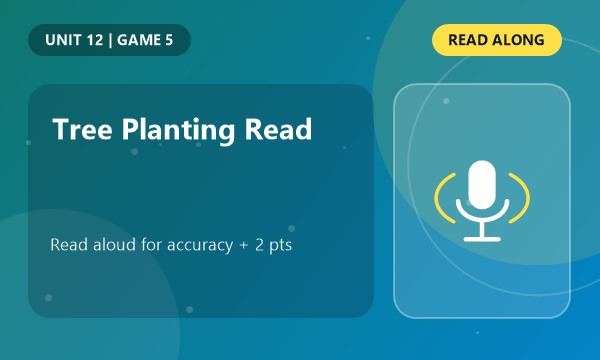 UNIT 12 | GAME 5
READ ALONG
Tree Planting Read
Read aloud for accuracy + 2 pts